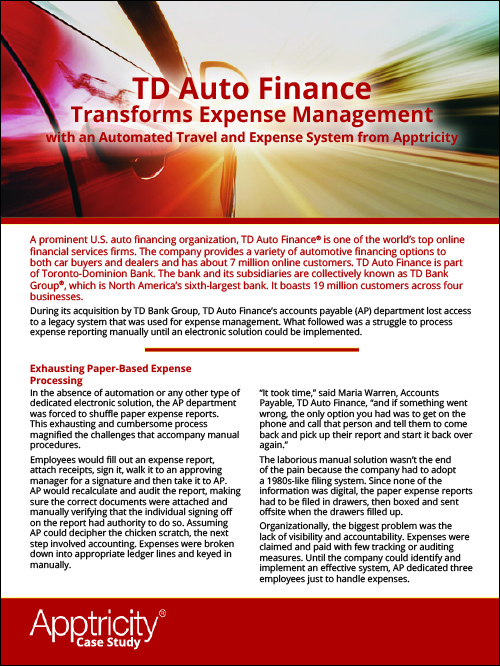 TD Auto Finance
Transforms Expense Management
with an Automated Travel and Expense System from Apptricity
A prominent U.S. auto financing organization, TD Auto Finance® is one of the world's top online
financial services firms. The company provides a variety of automotive financing options to
both car buyers and dealers and has about 7 million online customers. TD Auto Finance is part
of Toronto-Dominion Bank. The bank and its subsidiaries are collectively known as TD Bank
Group®, which is North America's sixth-largest bank. It boasts 19 million customers across four
businesses.
During its acquisition by TD Bank Group, TD Auto Finance's accounts payable (AP) department lost access
to a legacy system that was used for expense management. What followed was a struggle to process
expense reporting manually until an electronic solution could be implemented.
Exhausting Paper-Based Expense
Processing
In the absence of automation or any other type of
dedicated electronic solution, the AP department
was forced to shuffle paper expense reports.
This exhausting and cumbersome process
magnified the challenges that accompany manual
procedures.
Employees would fill out an expense report,
attach receipts, sign it, walk it to an approving
manager for a signature and then take it to AP.
AP would recalculate and audit the report, making
sure the correct documents were attached and
manually verifying that the individual signing off
on the report had authority to do so. Assuming
AP could decipher the chicken scratch, the next
step involved accounting. Expenses were broken
down into appropriate ledger lines and keyed in
manually.
"It took time," said Maria Warren, Accounts
Payable, TD Auto Finance, "and if something went
wrong, the only option you had was to get on the
phone and call that person and tell them to come
back and pick up their report and start it back over
again."
The laborious manual solution wasn't the end
of the pain because the company had to adopt
a 1980s-like filing system. Since none of the
information was digital, the paper expense reports
had to be filed in drawers, then boxed and sent
offsite when the drawers filled up.
Organizationally, the biggest problem was the
lack of visibility and accountability. Expenses were
claimed and paid with few tracking or auditing
measures. Until the company could identify and
implement an effective system, AP dedicated three
employees just to handle expenses.
Apptricity®
Case Study